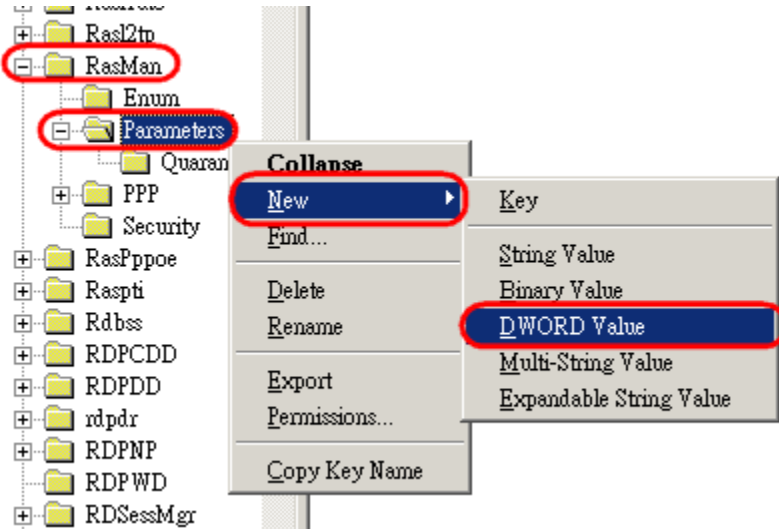 Rasl2tp
RasMan
Enum
Parameters
Quaran
PPP
Security
RasPppoe
Raspti
Rdbss
RDPCDD
RDPDD
rdpdr
RDPNP
RDPWD
RDSessMgr
Collapse
New
Find...
Delete
Rename
Export
Permissions...
Copy Key Name
Key
String Value
Binary Value
DWORD Value
Multi-String Value
Expandable String Value